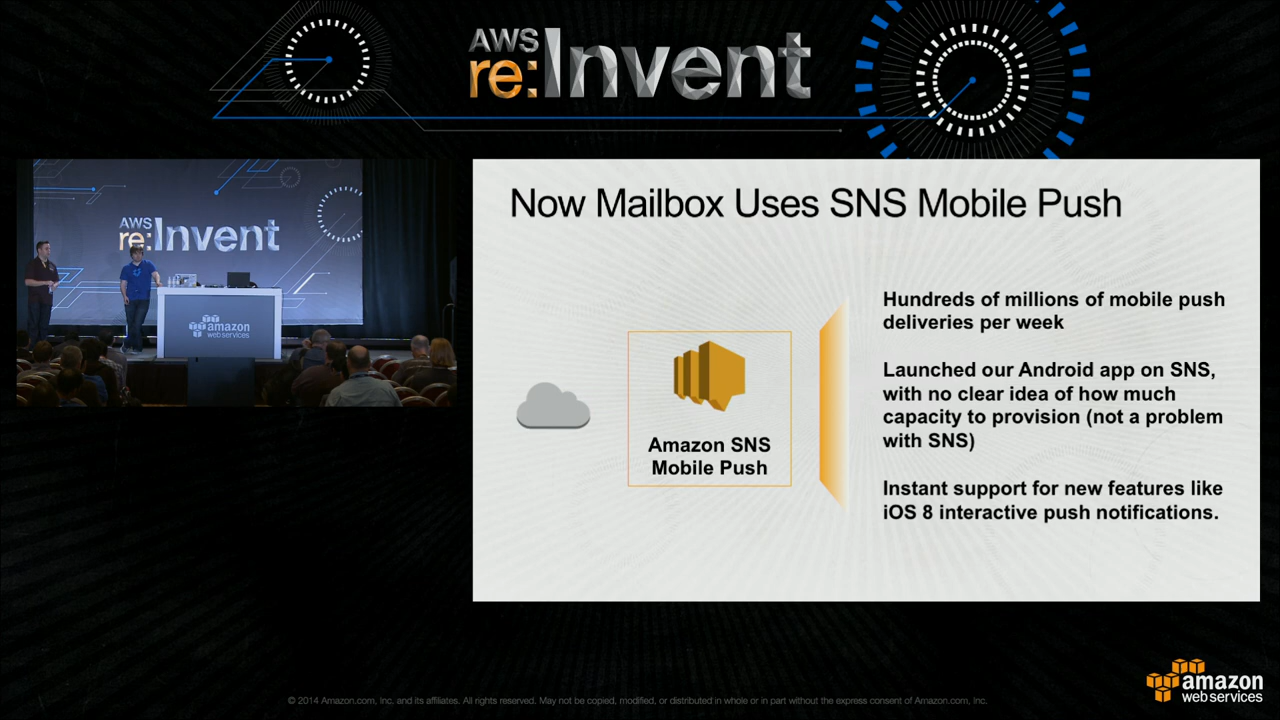 AWS
re:Invent
AWS
re:Invent
amazon
web services
Now Mailbox Uses SNS Mobile Push
Amazon SNS
Mobile Push
Hundreds of millions of mobile push
deliveries per week
Launched our Android app on SNS,
with no clear idea of how much
capacity to provision (not a problem
with SNS)
Instant support for new features like
iOS 8 interactive push notifications.
amazon
web services
© 2014 Amazon.com, Inc. and its affiliates. All rights reserved. May not be copied, modified, or distributed in whole or in part without the express consent of Amazon.com, Inc.